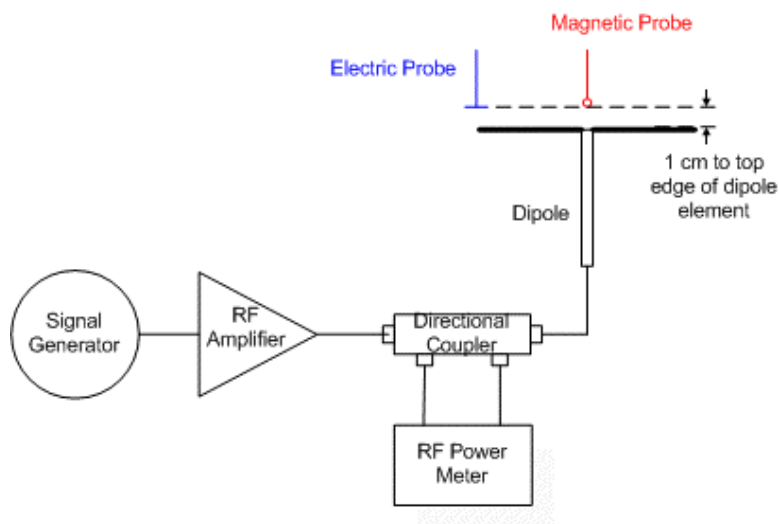 Magnetic Probe
Electric Probe
1 cm to top
edge of dipole
element
Dipole
Signal
Generator
RF
Amplifier
Directional
Coupler
RF Power
Meter